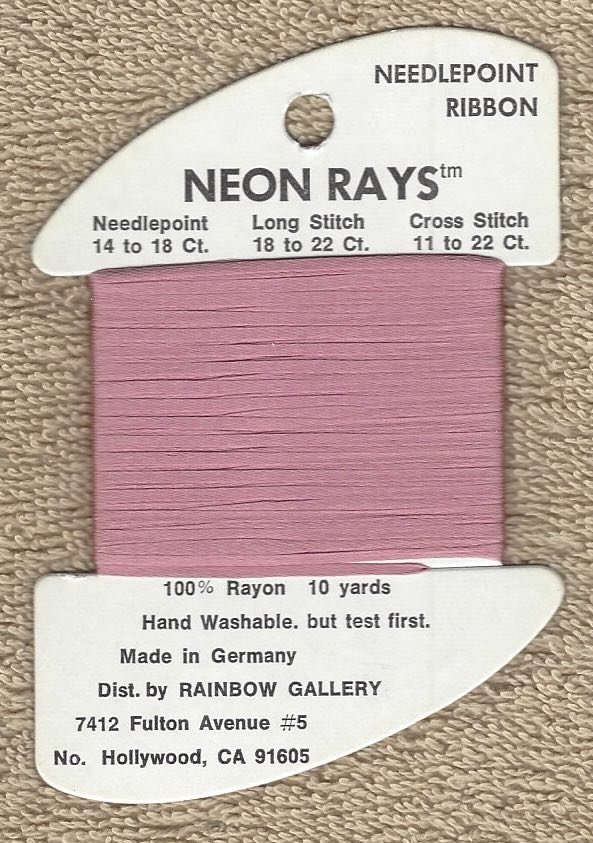 NEEDLEPOINT
RIBBON
NEON RAYS™
Needlepoint Long Stitch Cross Stitch
14 to 18 Ct. 18 to 22 Ct. 11 to 22 Ct.
100% Rayon 10 yards
Hand Washable. but test first.
Made in Germany
Dist. by RAINBOW GALLERY
7412 Fulton Avenue #5
No. Hollywood, CA 91605